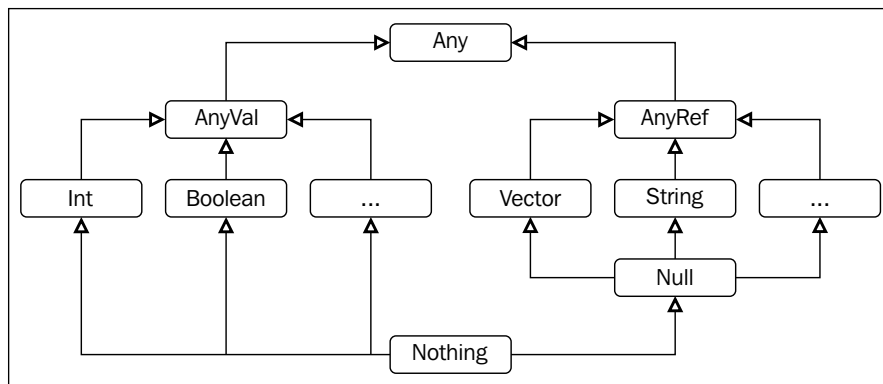 Any
AnyVal
AnyRef
Int
Boolean
...
Vector
String
...
Null
Nothing